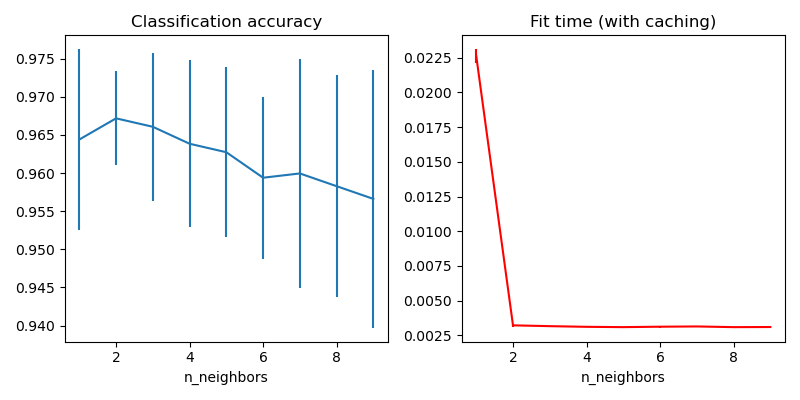 Classification accuracy
0.975
0.970
0.965
0.960
0.955
0.950
0.945
0.940
2 4 6 8
n_neighbors
Fit time (with caching)
0.0225
0.0200
0.0175
0.0150
0.0125
0.0100
0.0075
0.0050
0.0025
2 4 6 8
n_neighbors